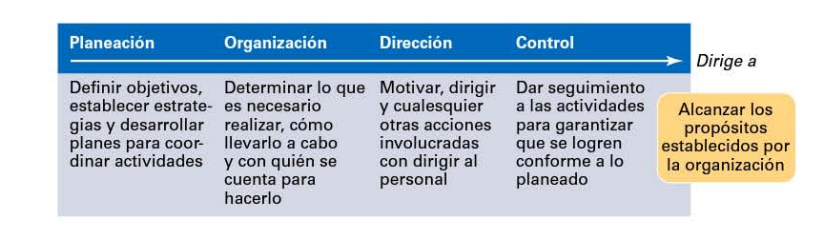 Planeación
Organización
Dirección
Control
Dirige a
Definir objetivos,
establecer estrate-
gias y desarrollar
planes para coor-
dinar actividades
Determinar lo que
es necesario
realizar, cómo
llevarlo a cabo
y con quién se
cuenta para
hacerlo
Motivar, dirigir
y cualesquier
otras acciones
involucradas
con dirigir al
personal
Dar seguimiento
a las actividades
para garantizar
que se logren
conforme a lo
planeado
Alcanzar los
propósitos
establecidos por
la organización